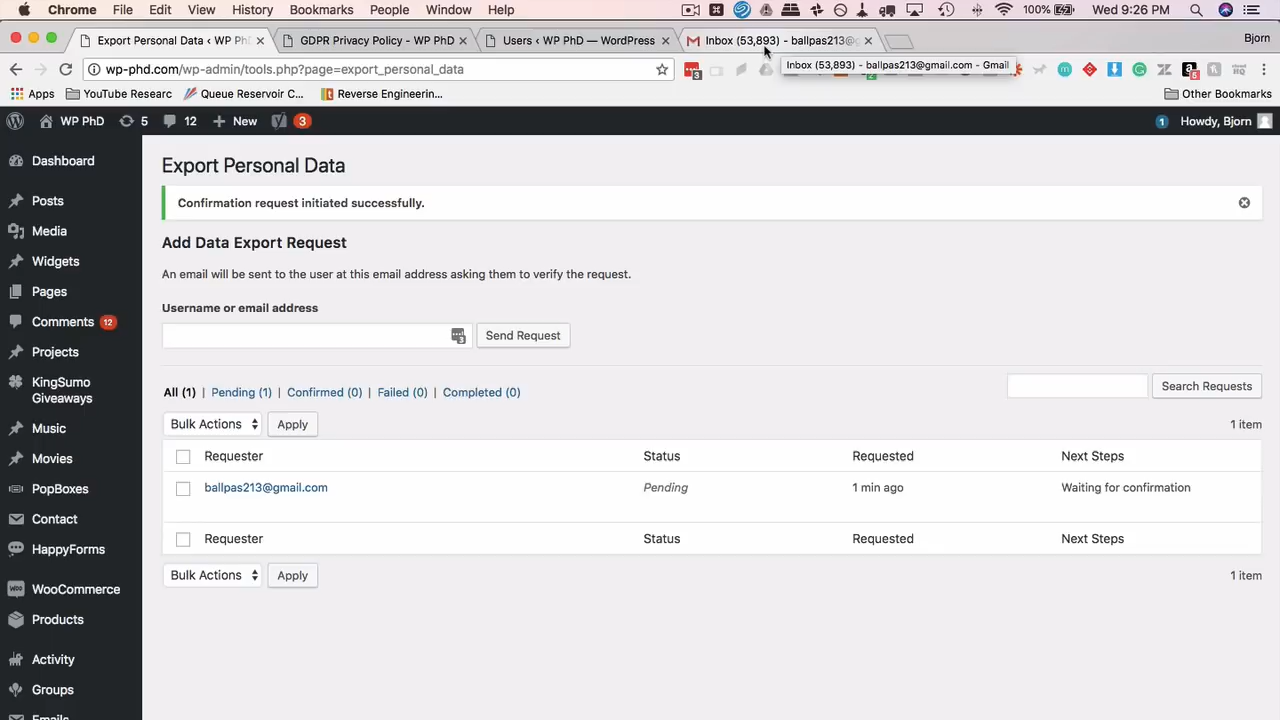 Chrome File Edit View History Bookmarks People Window Help 100% Wed 9:26 PM
Export Personal Data ‹ WP Ph GDPR Privacy Policy - WP PhD Users ‹ WP PhD — WordPress Inbox (53,893) - ballpas213@g Bjorn
wp-phd.com/wp-admin/tools.php?page=export_personal_data
Inbox (53,893) - ballpas213@gmail.com - Gmail
Apps YouTube Researc Queue Reservoir C... Reverse Engineerin... Other Bookmarks
WP PhD 5 12 New 3 1 Howdy, Bjorn
Dashboard
Posts
Media
Widgets
Pages
Comments 12
Projects
KingSumo
Giveaways
Music
Movies
PopBoxes
Contact
HappyForms
WooCommerce
Products
Activity
Groups
Emails
Export Personal Data
Confirmation request initiated successfully.
Add Data Export Request
An email will be sent to the user at this email address asking them to verify the request.
Username or email address
Send Request
All (1) | Pending (1) | Confirmed (0) | Failed (0) | Completed (0)
Search Requests
Bulk Actions Apply 1 item
Requester Status Requested Next Steps
ballpas213@gmail.com Pending 1 min ago Waiting for confirmation
Requester Status Requested Next Steps
Bulk Actions Apply 1 item